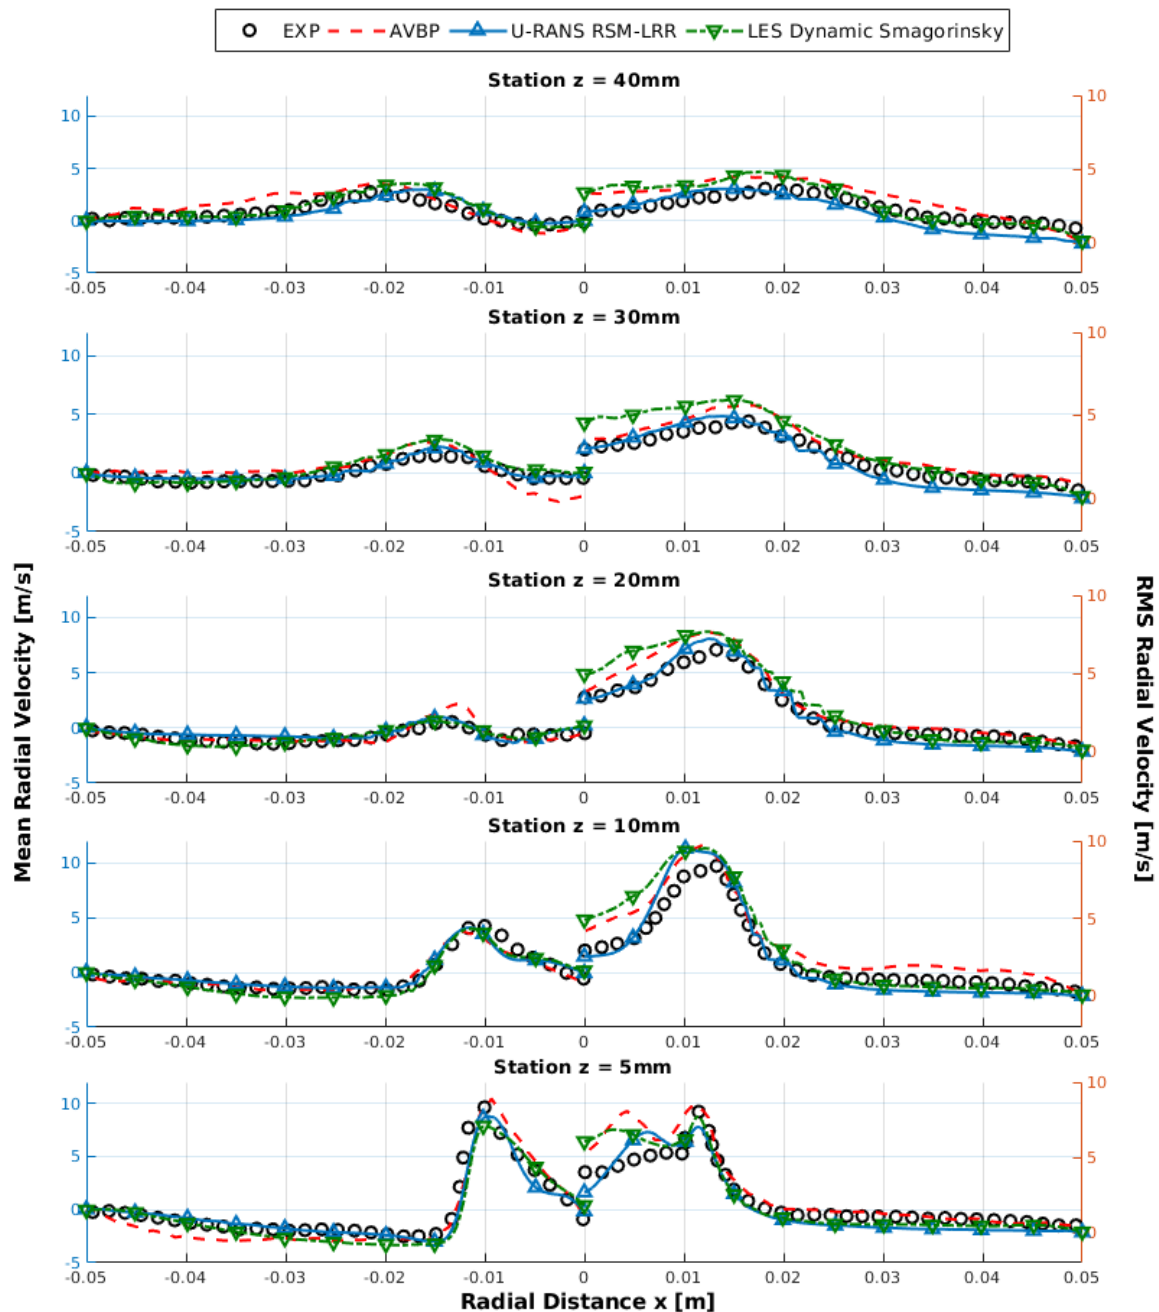 EXP AVBP U-RANS RSM-LRR LES Dynamic Smagorinsky
Station z = 40mm
10
5
0
-5
10
5
0
-0.05 -0.04 -0.03 -0.02 -0.01 0 0.01 0.02 0.03 0.04 0.05
Station z = 30mm
10
5
0
-5
10
5
0
-0.05 -0.04 -0.03 -0.02 -0.01 0 0.01 0.02 0.03 0.04 0.05
Station z = 20mm
10
5
0
-5
10
5
0
-0.05 -0.04 -0.03 -0.02 -0.01 0 0.01 0.02 0.03 0.04 0.05
Mean Radial Velocity [m/s]
RMS Radial Velocity [m/s]
Station z = 10mm
10
5
0
-5
10
5
0
-0.05 -0.04 -0.03 -0.02 -0.01 0 0.01 0.02 0.03 0.04 0.05
Station z = 5mm
10
5
0
-5
10
5
0
-0.05 -0.04 -0.03 -0.02 -0.01 0 0.01 0.02 0.03 0.04 0.05
Radial Distance x [m]